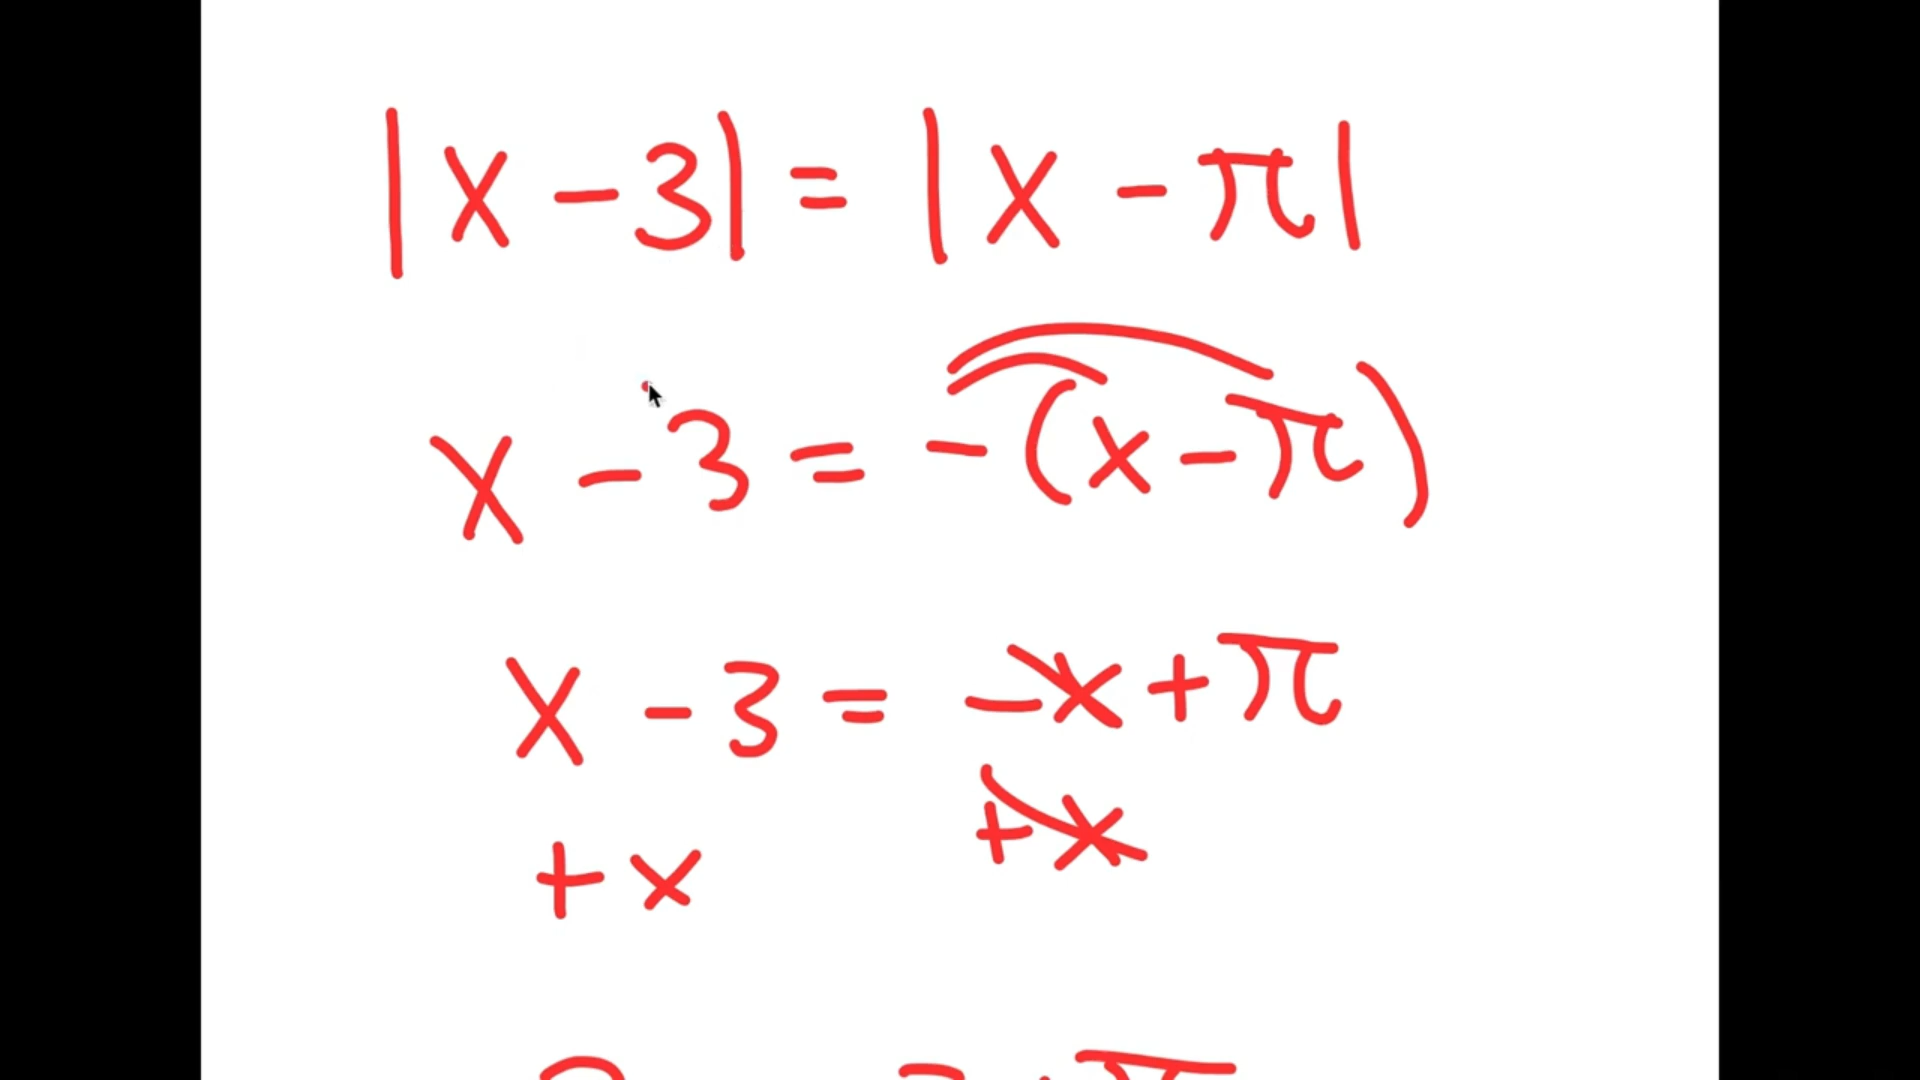 |x - 3| = |x - π|
x - 3 = -(x - π)
x - 3 = -x + π
+ x +x